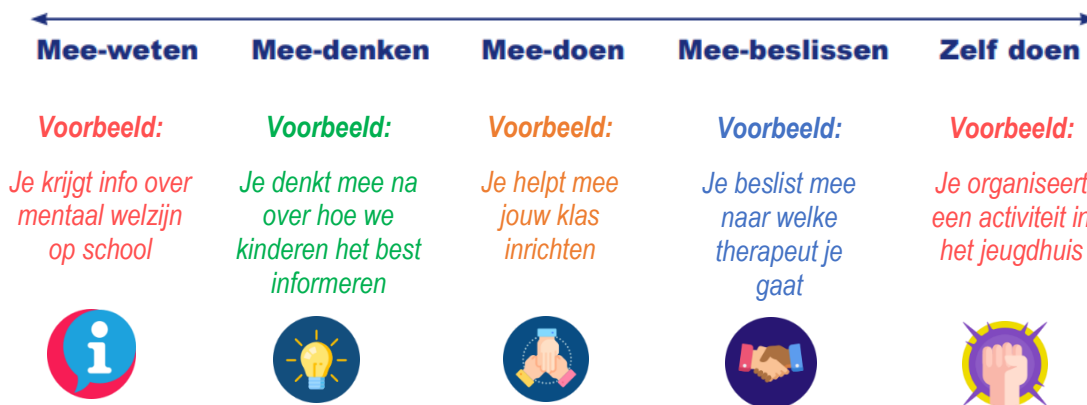 Mee-weten
Mee-denken
Mee-doen
Mee-beslissen
Zelf doen
Voorbeeld:
Je krijgt info over
mentaal welzijn
op school
Voorbeeld:
Je denkt mee na
over hoe we
kinderen het best
informeren
Voorbeeld:
Je helpt mee
jouw klas
inrichten
Voorbeeld:
Je beslist mee
naar welke
therapeut je
gaat
Voorbeeld:
Je organiseert
een activiteit in
het jeugdhuis
i